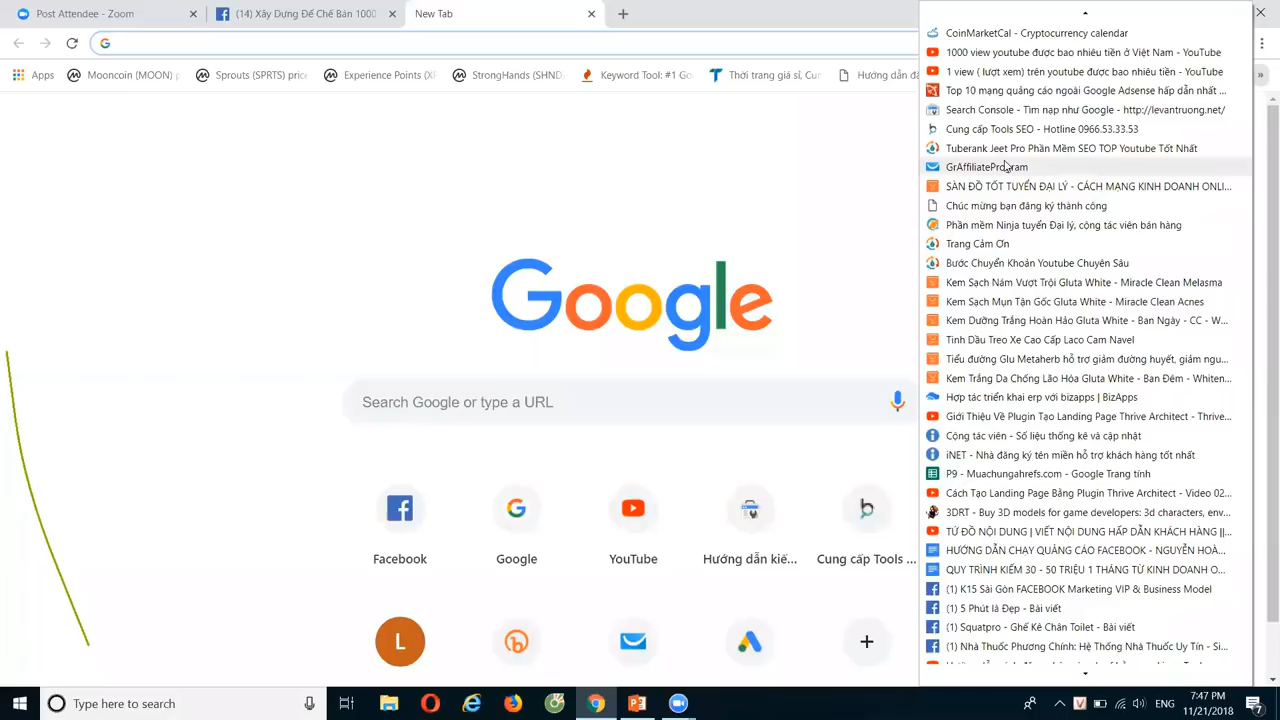 Post Attendee - Zoom
(14) Xây Dựng Để Chế Bán 1000
New Tab
Apps
Mooncoin (MOON)
Sprouts (SPRTS) price
Experience Points (XP
StrongHands (SHND
Keyword Tool: #1 Go
Thời trang giá sỉ, Cun
Hướng dẫn
»
CoinMarketCal - Cryptocurrency calendar
1000 view youtube được bao nhiêu tiền ở Việt Nam - YouTube
1 view ( lượt xem) trên youtube được bao nhiêu tiền - YouTube
Top 10 mạng quảng cáo ngoài Google Adsense hấp dẫn nhất ...
Search Console - Tìm nạp như Google - http://levantruong.net/
Cung cấp Tools SEO - Hotline 0966.53.33.53
Tuberank Jeet Pro Phần Mềm SEO TOP Youtube Tốt Nhất
GrAffiliateProgram
SÀN ĐỒ TỐT TUYỂN ĐẠI LÝ - CÁCH MẠNG KINH DOANH ONLI...
Chúc mừng bạn đăng ký thành công
Phần mềm Ninja tuyển Đại lý, cộng tác viên bán hàng
Trang Cảm Ơn
Bước Chuyển Khoản Youtube Chuyên Sâu
Kem Sạch Nám Vượt Trội Gluta White - Miracle Clean Melasma
Kem Sạch Mụn Tận Gốc Gluta White - Miracle Clean Acnes
Kem Dưỡng Trắng Hoàn Hảo Gluta White - Ban Ngày - CC - W...
Tinh Dầu Treo Xe Cao Cấp Laco Cam Navel
Tiểu đường Glu Metaherb hỗ trợ giảm đường huyết, giảm ngu...
Kem Trắng Da Chống Lão Hóa Gluta White - Ban Đêm - Whiten...
Hợp tác triển khai erp với bizapps | BizApps
Giới Thiệu Về Plugin Tạo Landing Page Thrive Architect - Thrive...
Cộng tác viên - Số liệu thống kê và cập nhật
iNET - Nhà đăng ký tên miền hỗ trợ khách hàng tốt nhất
P9 - Muachungahrefs.com - Google Trang tính
Cách Tạo Landing Page Bằng Plugin Thrive Architect - Video 02...
3DRT - Buy 3D models for game developers: 3d characters, env...
TỨ ĐỒ NỘI DUNG | VIẾT NỘI DUNG HẤP DẪN KHÁCH HÀNG ||...
HƯỚNG DẪN CHẠY QUẢNG CÁO FACEBOOK - NGUYỄN HOÀ...
QUY TRÌNH KIẾM 30 - 50 TRIỆU 1 THÁNG TỪ KINH DOANH O...
(1) K15 Sài Gòn FACEBOOK Marketing VIP & Business Model
(1) 5 Phút là Đẹp - Bài viết
(1) Squatpro - Ghế Kê Chân Toilet - Bài viết
(1) Nhà Thuốc Phương Chính: Hệ Thống Nhà Thuốc Uy Tín - Si...
Google
Search Google or type a URL
Facebook
Google
YouTube
Hướng dẫn kiế...
Cung cấp Tools ...
L
Type here to search
ENG
7:47 PM
11/21/2018
7